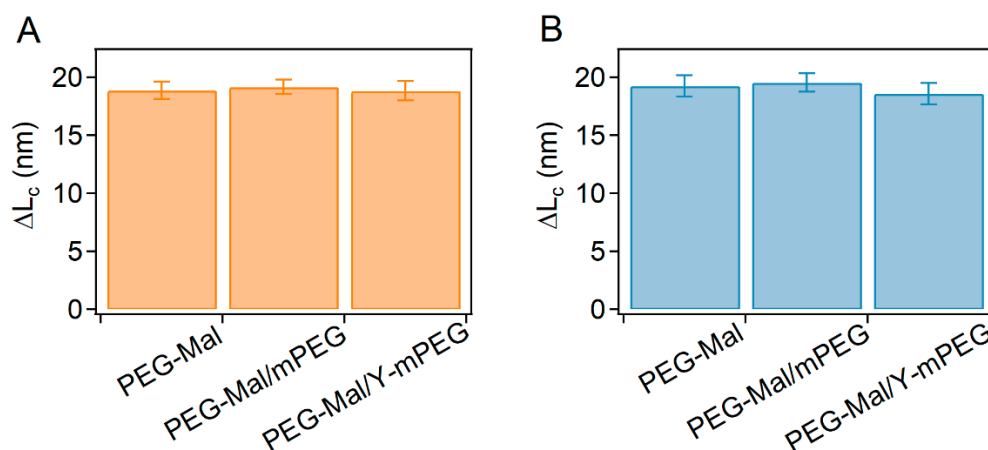 A
20
15
10
5
0
ΔLc (nm)
PEG-Mal
PEG-Mal/mPEG
PEG-Mal/Y-mPEG
B
20
15
10
5
0
ΔLc (nm)
PEG-Mal
PEG-Mal/mPEG
PEG-Mal/Y-mPEG